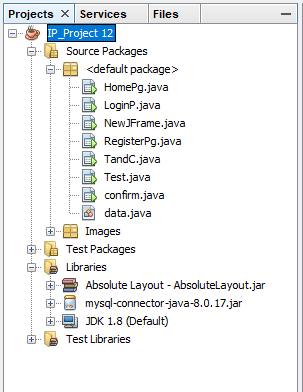 Projects Services Files
IP_Project 12
Source Packages
<default package>
HomePg.java
LoginP.java
NewJFrame.java
RegisterPg.java
TandC.java
Test.java
confirm.java
data.java
Images
Test Packages
Libraries
Absolute Layout - AbsoluteLayout.jar
mysql-connector-java-8.0.17.jar
JDK 1.8 (Default)
Test Libraries